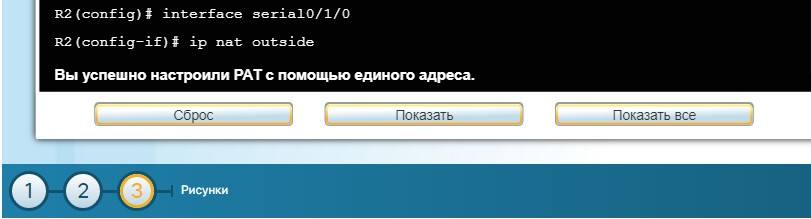 R2(config)# interface serial0/1/0
R2(config-if)# ip nat outside
Вы успешно настроили PAT с помощью единого адреса.
Сброс
Показать
Показать все
1
2
3
Рисунки